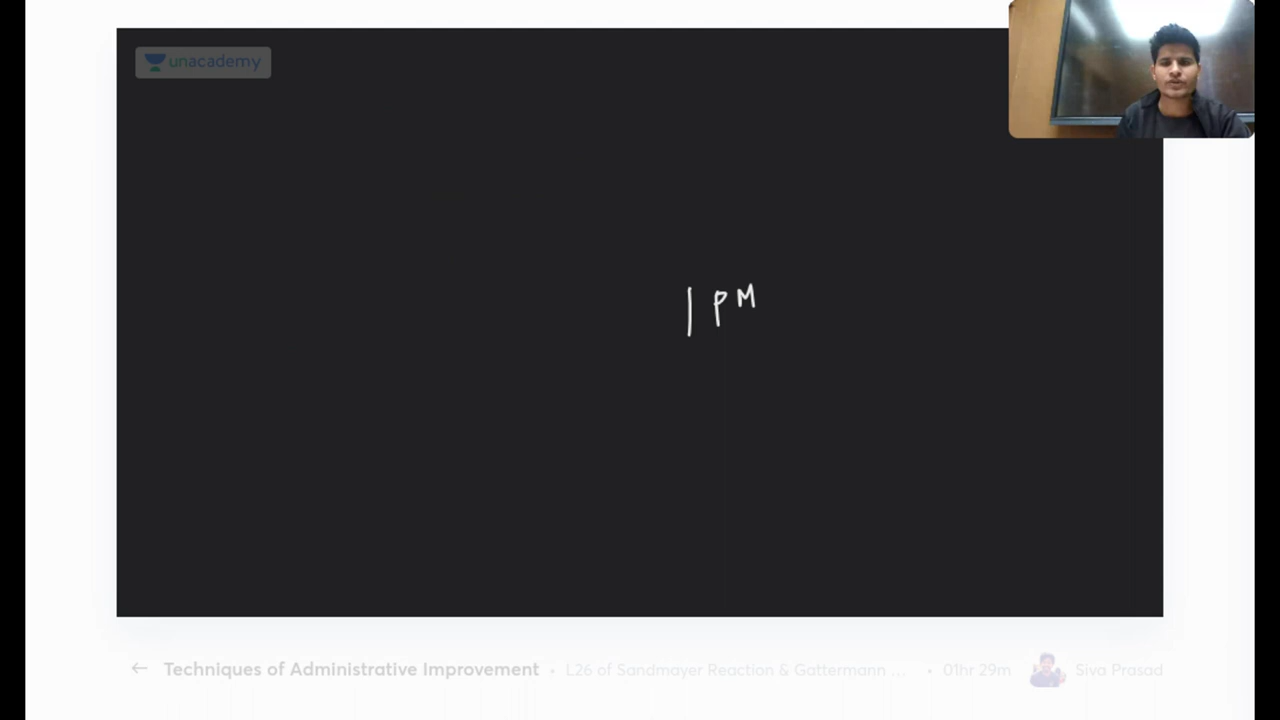 unacademy
1 PM
← Techniques of Administrative Improvement • L26 of Sandmayer Reaction & Gattermann ... • 01hr 29m Siva Prasad